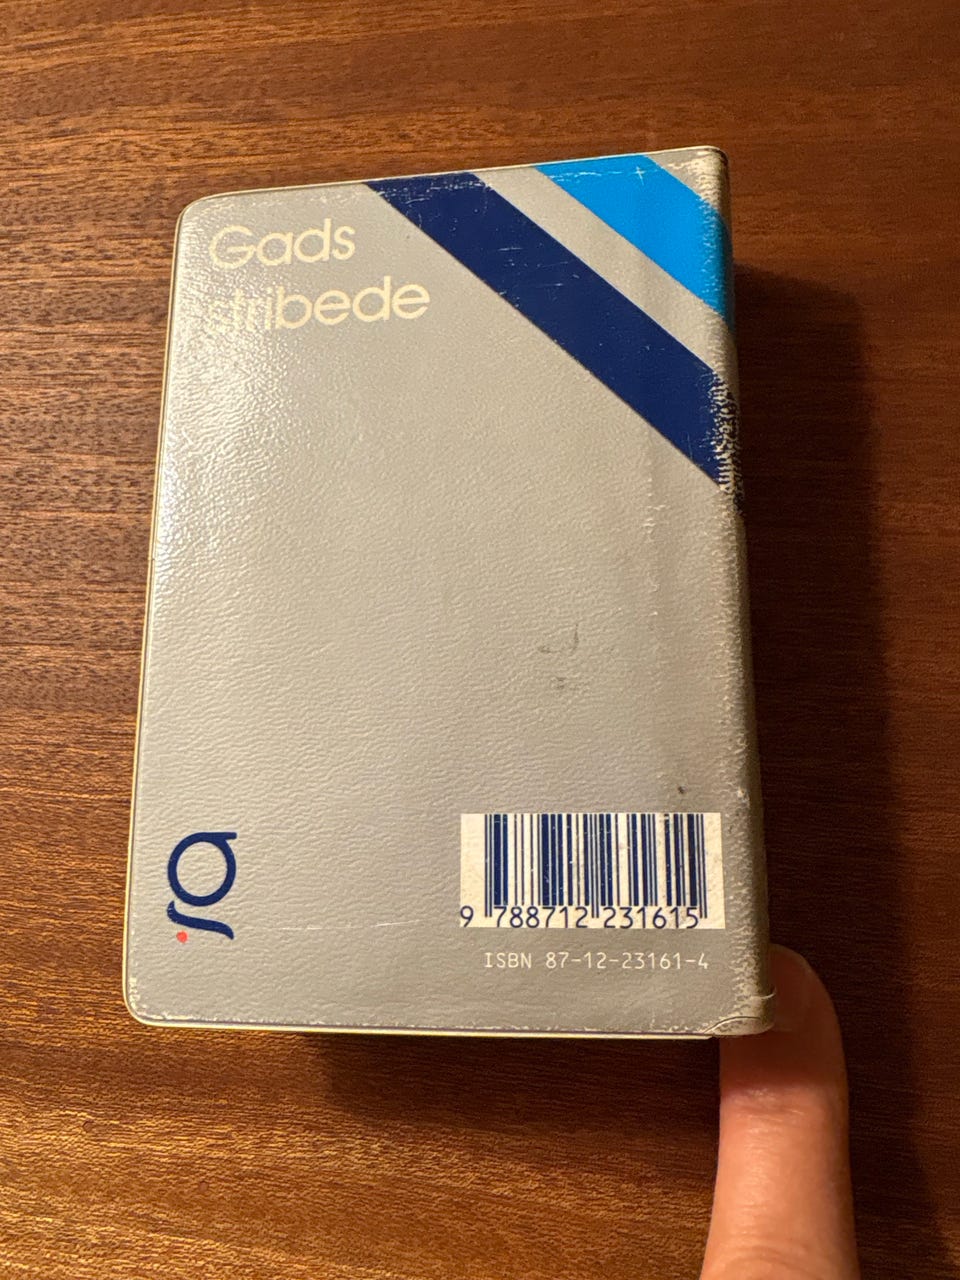 Gads
stribede
9 788712 231615
ISBN 87-12-23161-4